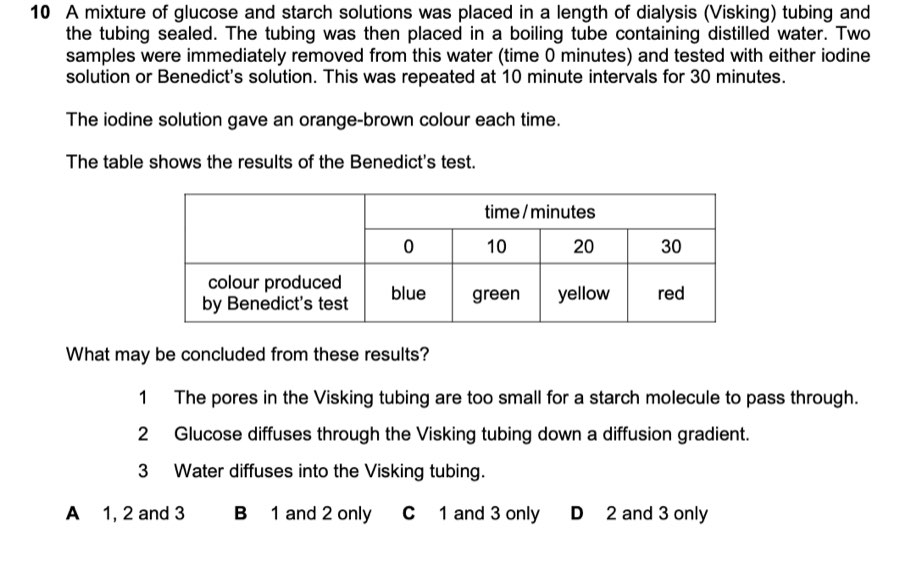 10 A mixture of glucose and starch solutions was placed in a length of dialysis (Visking) tubing and
the tubing sealed. The tubing was then placed in a boiling tube containing distilled water. Two
samples were immediately removed from this water (time 0 minutes) and tested with either iodine
solution or Benedict's solution. This was repeated at 10 minute intervals for 30 minutes.
The iodine solution gave an orange-brown colour each time.
The table shows the results of the Benedict's test.
time/minutes
0 10 20 30
colour produced
by Benedict's test
blue green yellow red
What may be concluded from these results?
1 The pores in the Visking tubing are too small for a starch molecule to pass through.
2 Glucose diffuses through the Visking tubing down a diffusion gradient.
3 Water diffuses into the Visking tubing.
A 1, 2 and 3 B 1 and 2 only C 1 and 3 only D 2 and 3 only